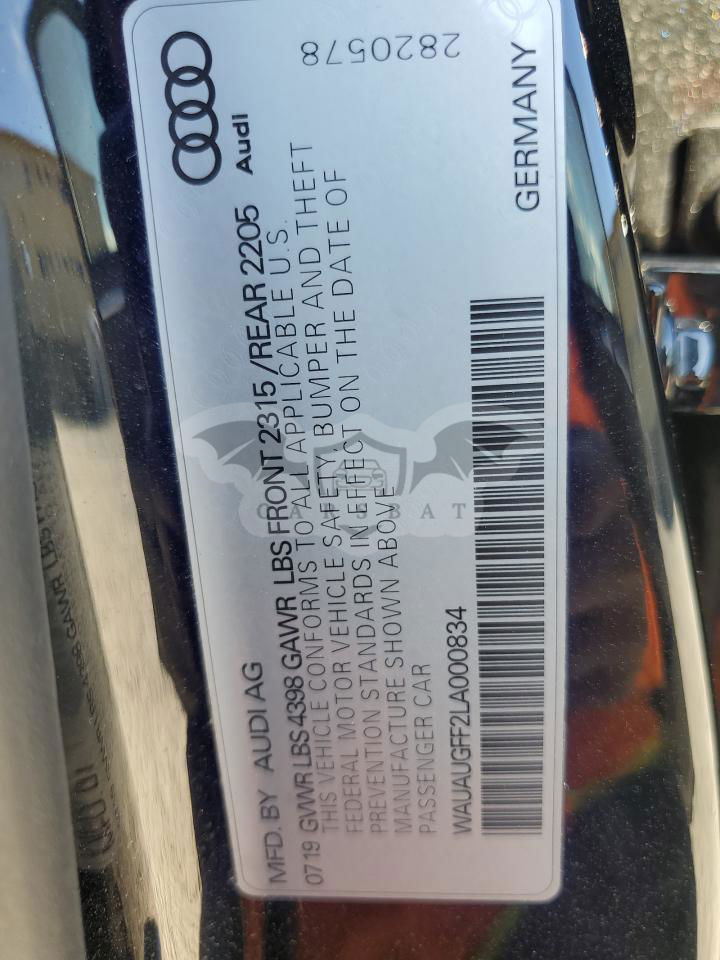 Audi
2820578
MFD. BY AUDI AG
0719 GVWR LBS 4398 GAWR LBS FRONT 2315 /REAR 2205
THIS VEHICLE CONFORMS TO ALL APPLICABLE U.S.
FEDERAL MOTOR VEHICLE SAFETY, BUMPER AND THEFT
PREVENTION STANDARDS IN EFFECT ON THE DATE OF
MANUFACTURE SHOWN ABOVE
PASSENGER CAR
WAUAUGFF2LA000834
GERMANY
CARSBAT